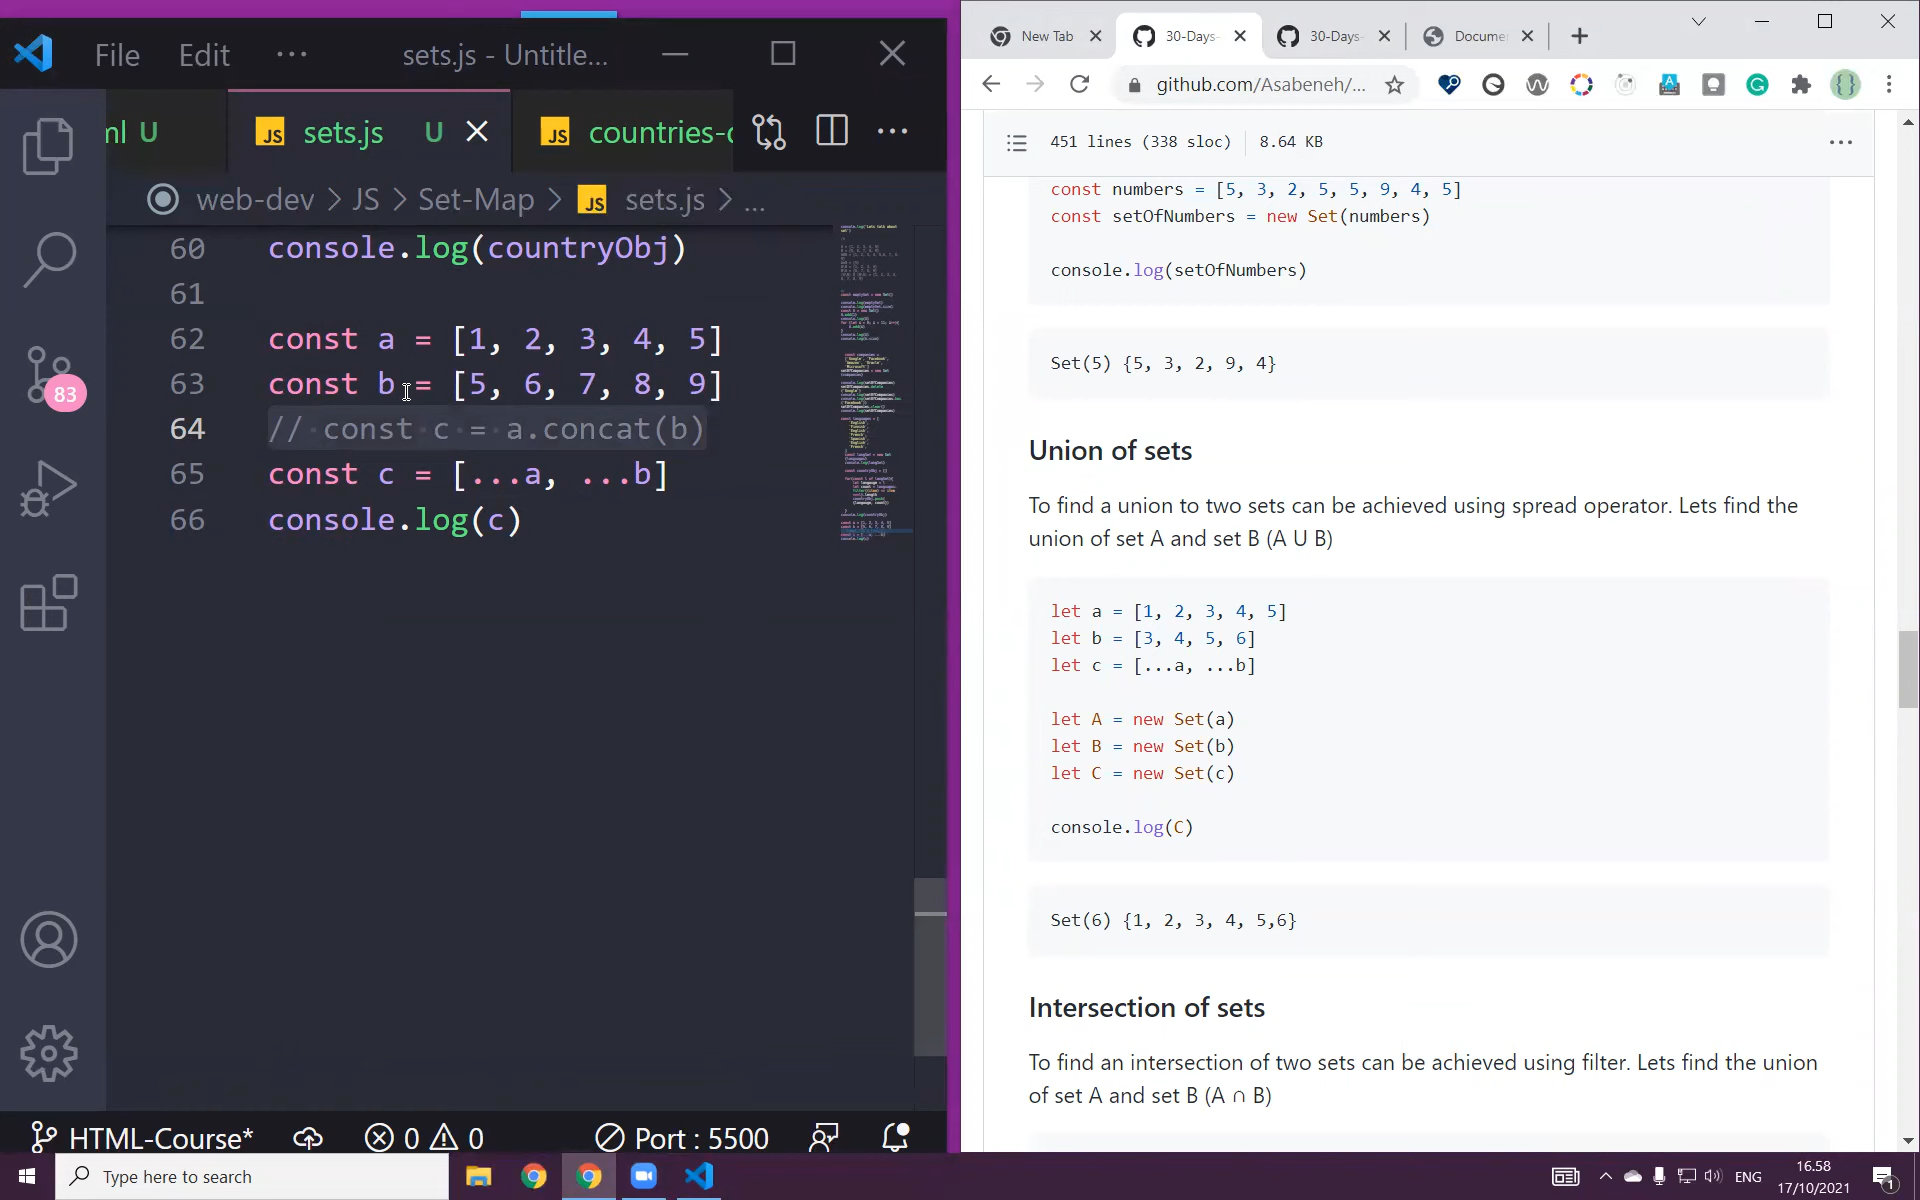 File Edit ··· sets.js - Untitle...
ml U sets.js U countries-c
web-dev > JS > Set-Map > JS sets.js > ...
60 console.log(countryObj)
61
62 const a = [1, 2, 3, 4, 5]
63 const b = [5, 6, 7, 8, 9]
64 // const c = a.concat(b)
65 const c = [...a, ...b]
66 console.log(c)
83
HTML-Course* 0 0 Port : 5500
New Tab 30-Days- 30-Days- Docume
github.com/Asabeneh/...
451 lines (338 sloc) 8.64 KB
const numbers = [5, 3, 2, 5, 5, 9, 4, 5]
const setOfNumbers = new Set(numbers)
console.log(setOfNumbers)
Set(5) {5, 3, 2, 9, 4}
Union of sets
To find a union to two sets can be achieved using spread operator. Lets find the
union of set A and set B (A U B)
let a = [1, 2, 3, 4, 5]
let b = [3, 4, 5, 6]
let c = [...a, ...b]
let A = new Set(a)
let B = new Set(b)
let C = new Set(c)
console.log(C)
Set(6) {1, 2, 3, 4, 5,6}
Intersection of sets
To find an intersection of two sets can be achieved using filter. Lets find the union
of set A and set B (A ∩ B)
Type here to search
ENG
16.58
17/10/2021
1